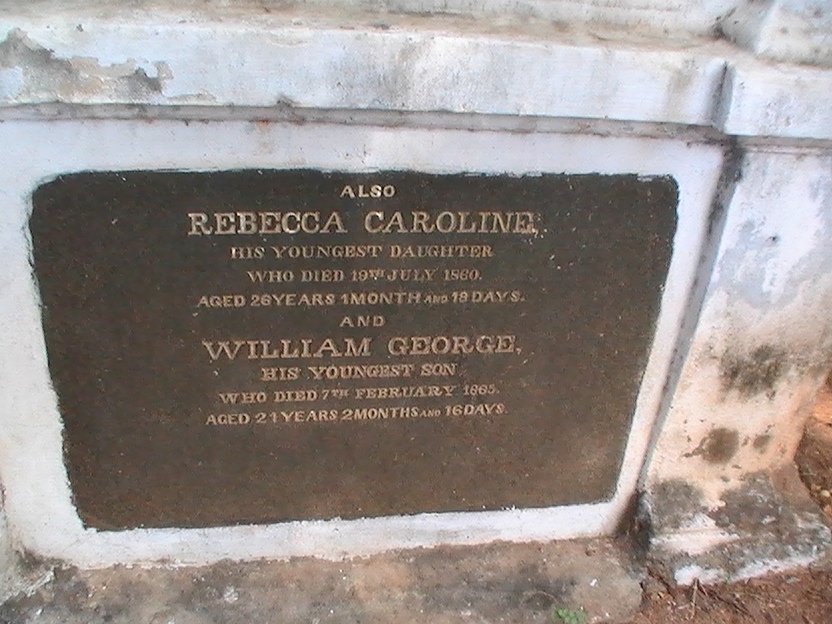 ALSO
REBECCA CAROLINE,
HIS YOUNGEST DAUGHTER
WHO DIED 19TH JULY 1860.
AGED 26 YEARS 1 MONTH AND 18 DAYS.
AND
WILLIAM GEORGE,
HIS YOUNGEST SON
WHO DIED 7TH FEBRUARY 1865.
AGED 21 YEARS 2 MONTHS AND 16 DAYS.